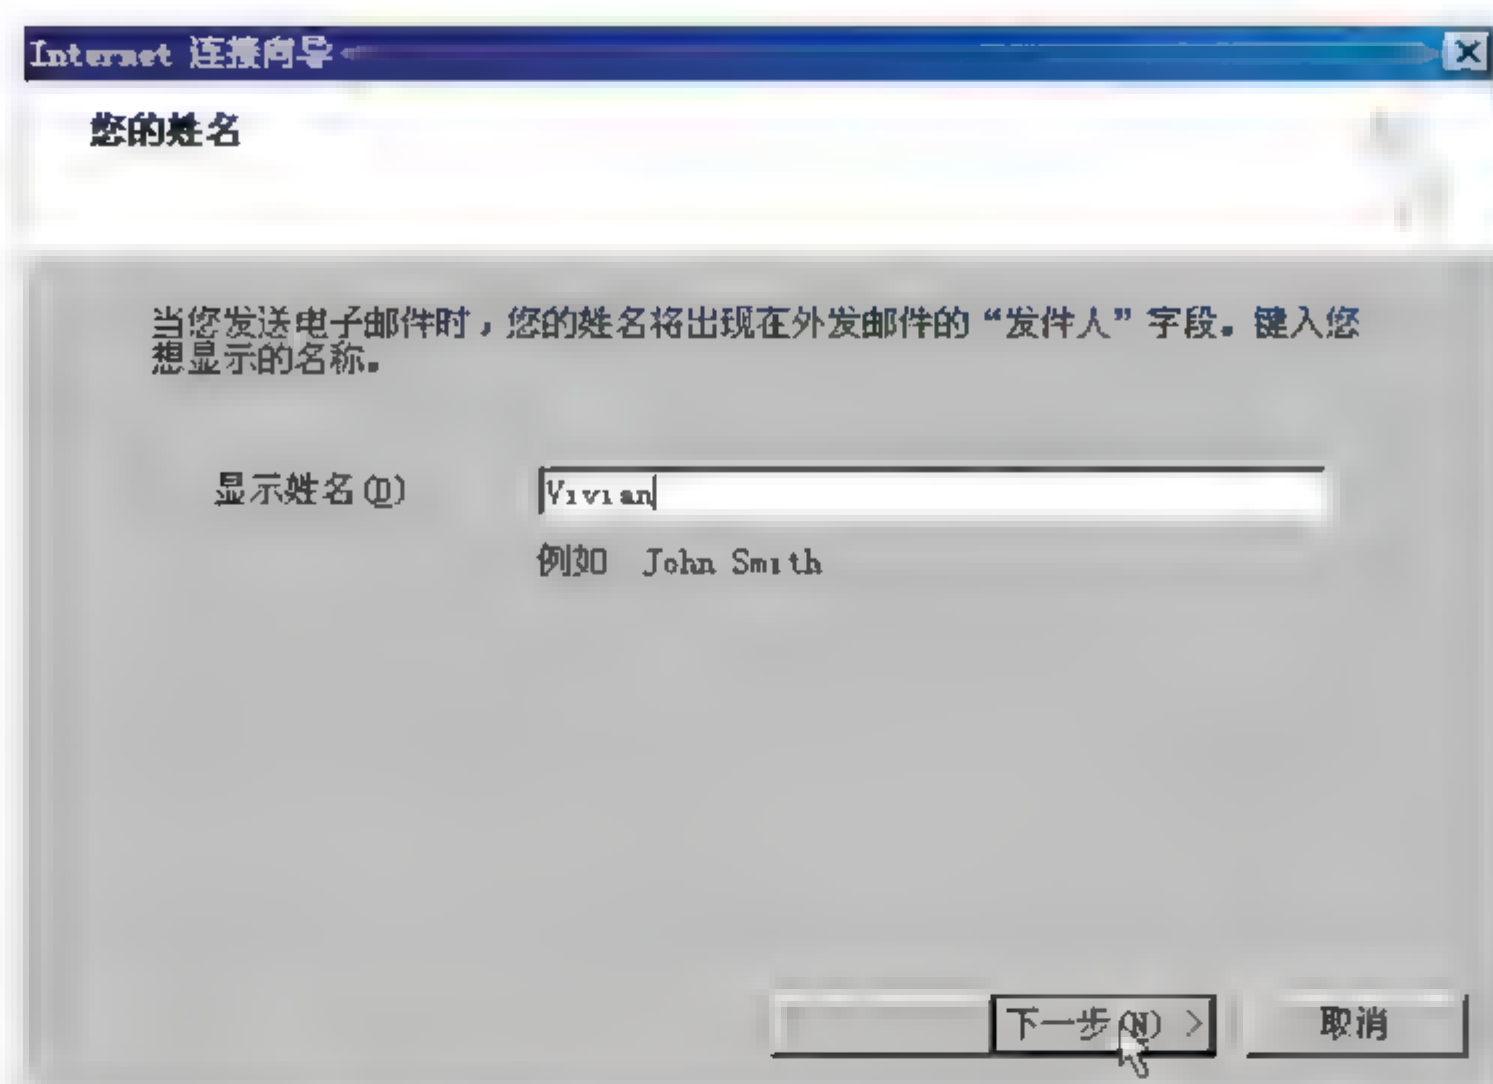 Internet 连接向导
您的姓名
当您发送电子邮件时，您的姓名将出现在外发邮件的“发件人”字段。键入您
想显示的名称。
显示姓名(D)
Vivian
例如 John Smith
下一步(N) >
取消